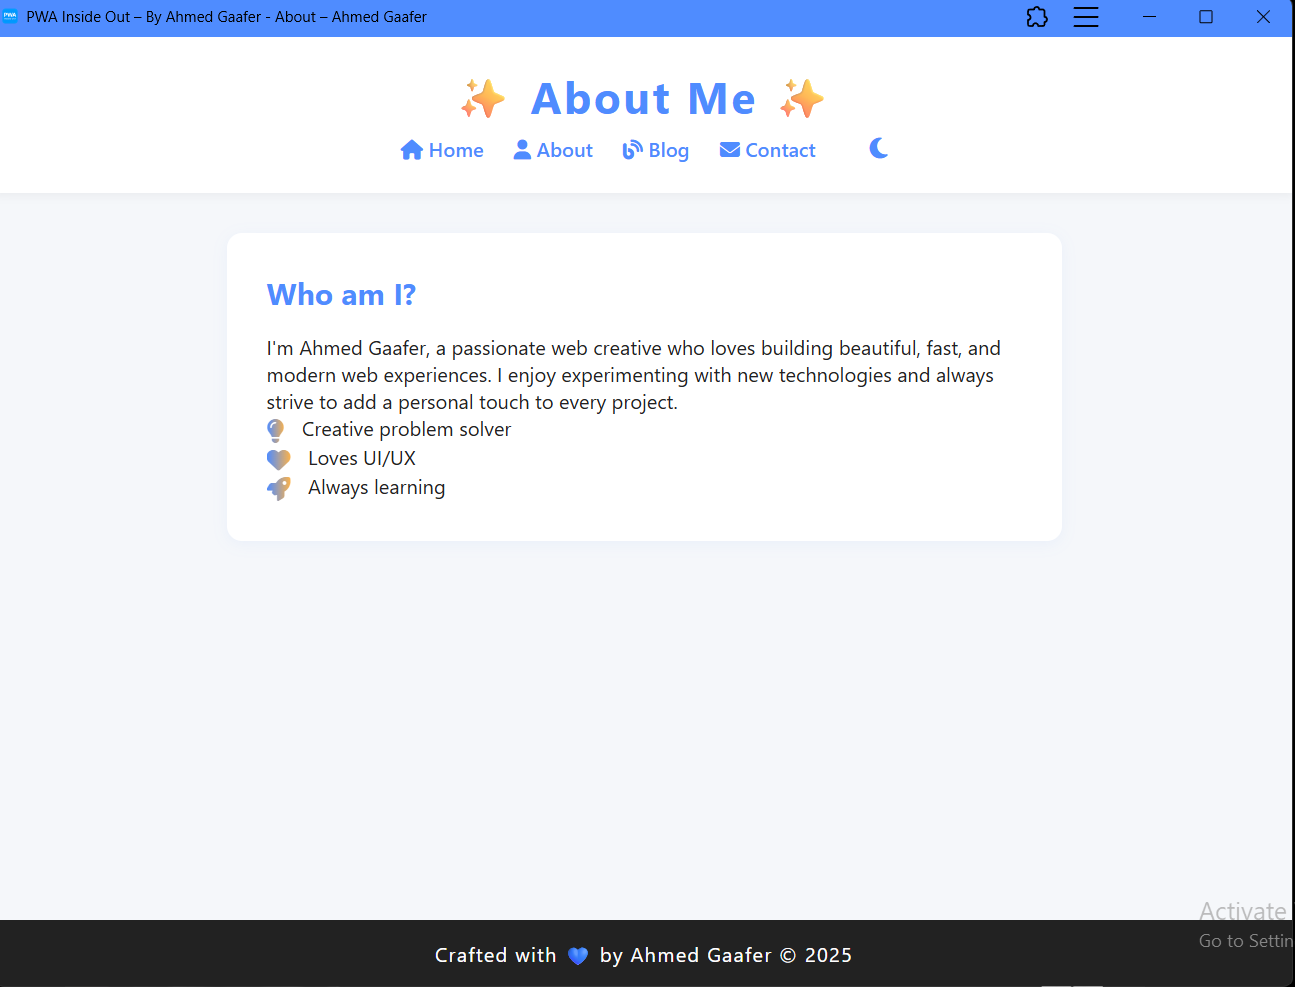 PWA Inside Out – By Ahmed Gaafer - About – Ahmed Gaafer
✨ About Me ✨
Home About Blog Contact
Who am I?
I'm Ahmed Gaafer, a passionate web creative who loves building beautiful, fast, and
modern web experiences. I enjoy experimenting with new technologies and always
strive to add a personal touch to every project.
Creative problem solver
Loves UI/UX
Always learning
Activate
Go to Settin
Crafted with 💙 by Ahmed Gaafer © 2025